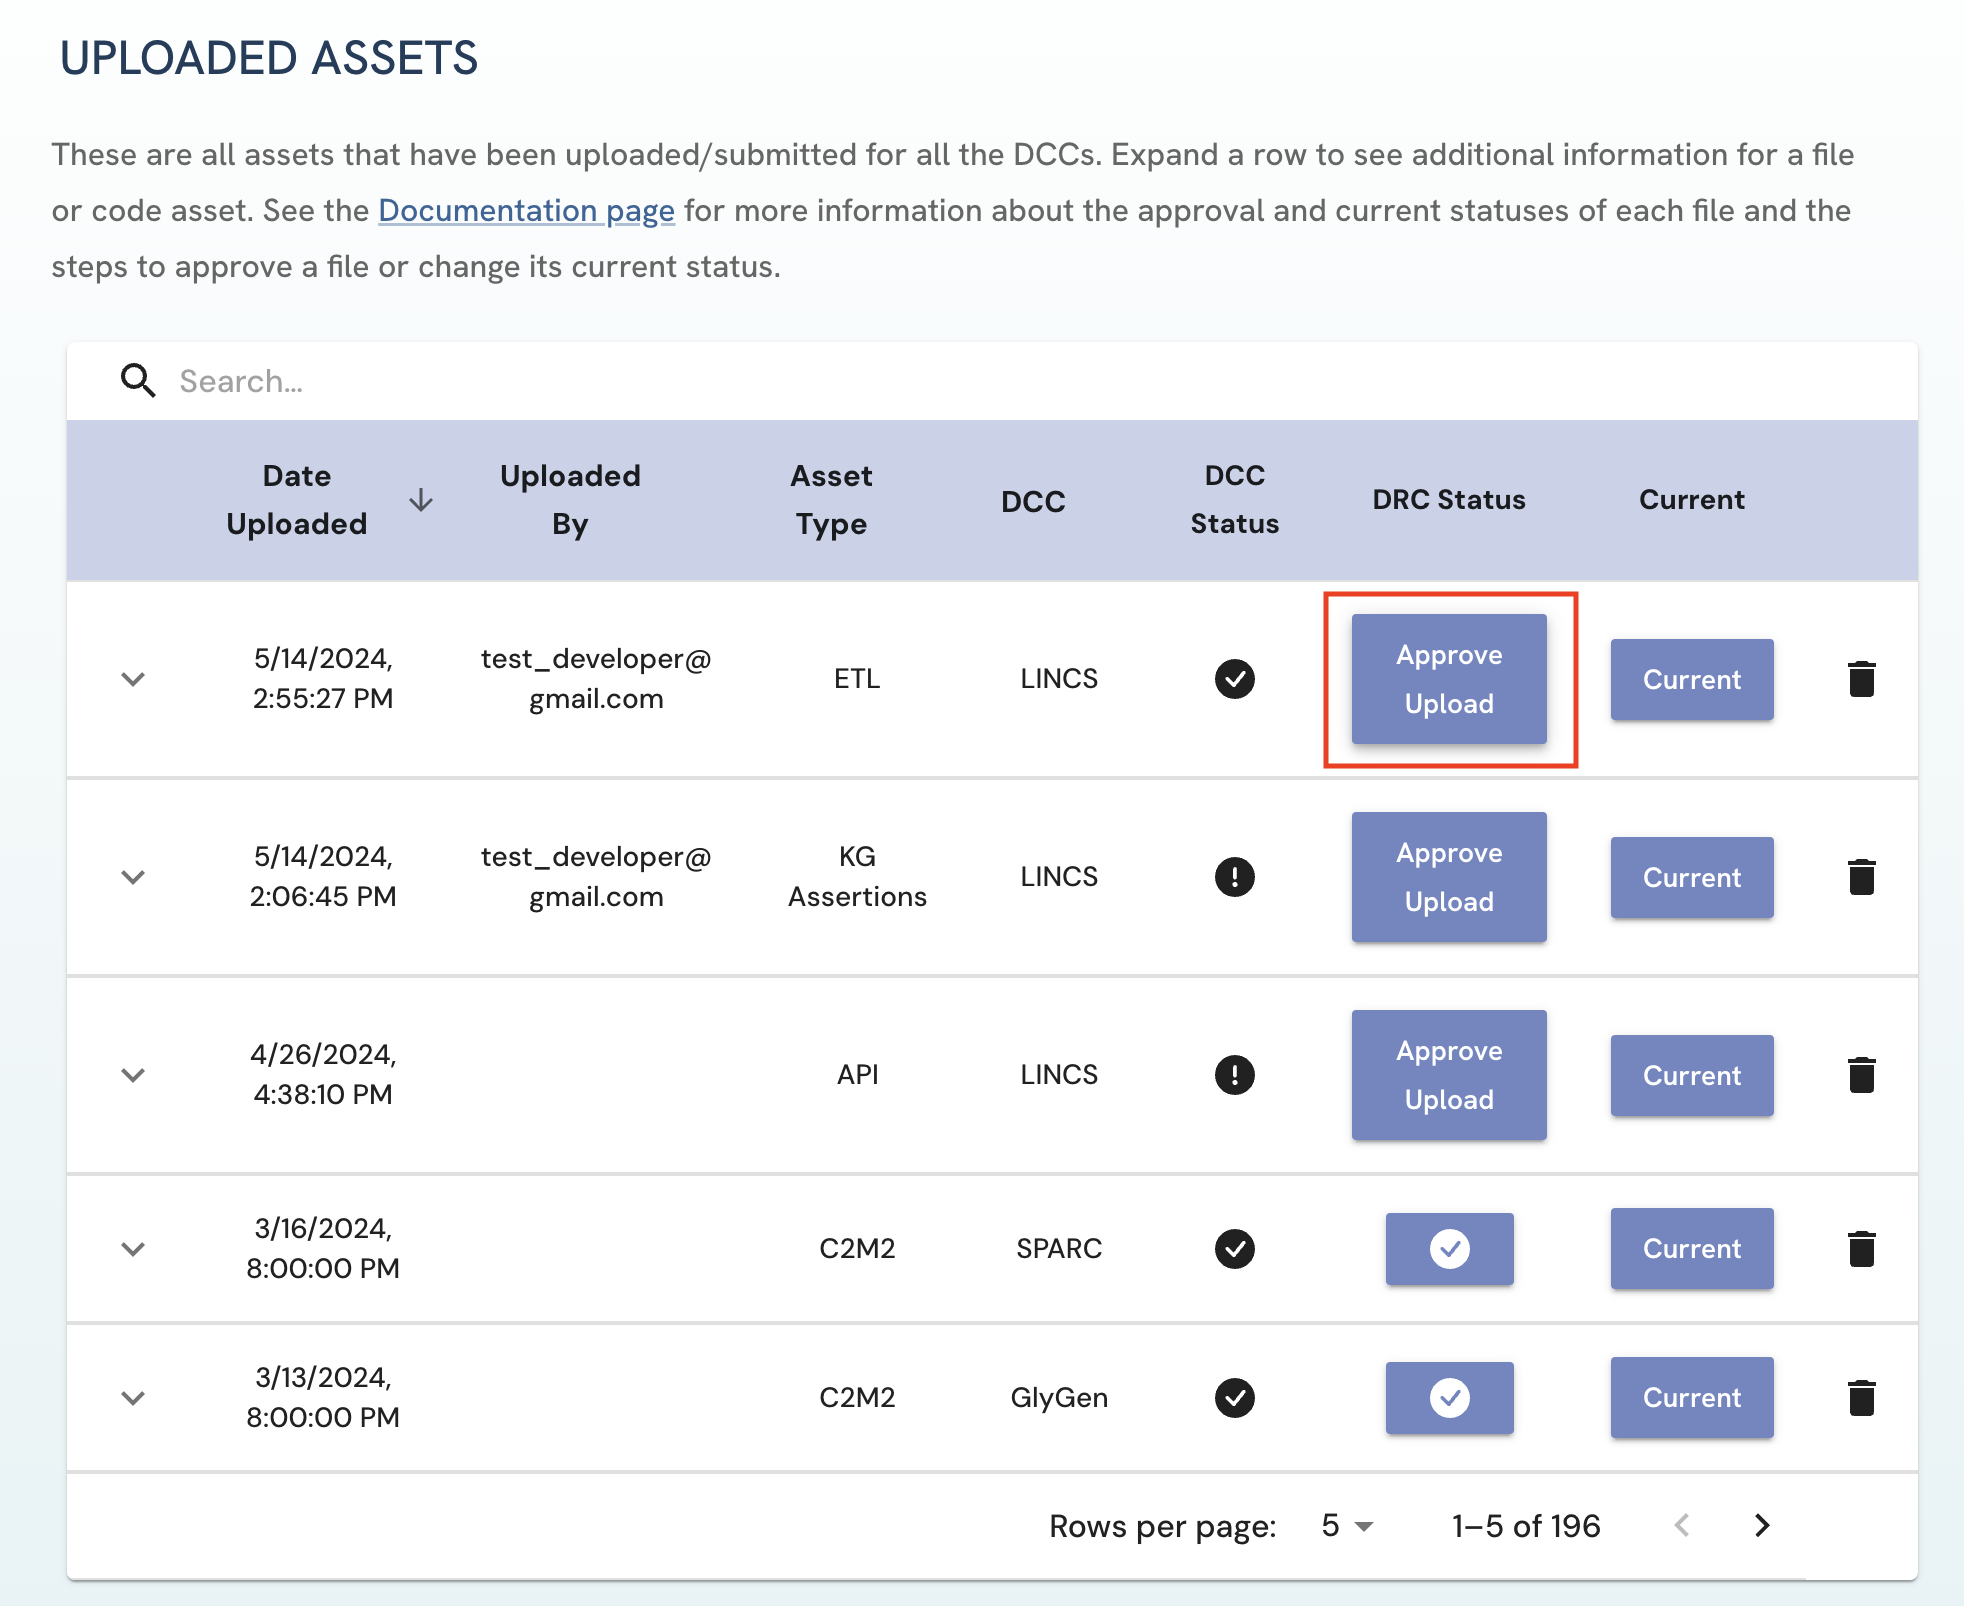 UPLOADED ASSETS
These are all assets that have been uploaded/submitted for all the DCCs. Expand a row to see additional information for a file
or code asset. See the Documentation page for more information about the approval and current statuses of each file and the
steps to approve a file or change its current status.
Search...
Date Uploaded
Uploaded By
Asset Type
DCC
DCC Status
DRC Status
Current
5/14/2024,
2:55:27 PM
test_developer@
gmail.com
ETL
LINCS
Approve
Upload
Current
5/14/2024,
2:06:45 PM
test_developer@
gmail.com
KG
Assertions
LINCS
Approve
Upload
Current
4/26/2024,
4:38:10 PM
API
LINCS
Approve
Upload
Current
3/16/2024,
8:00:00 PM
C2M2
SPARC
Current
3/13/2024,
8:00:00 PM
C2M2
GlyGen
Current
Rows per page: 5 1–5 of 196